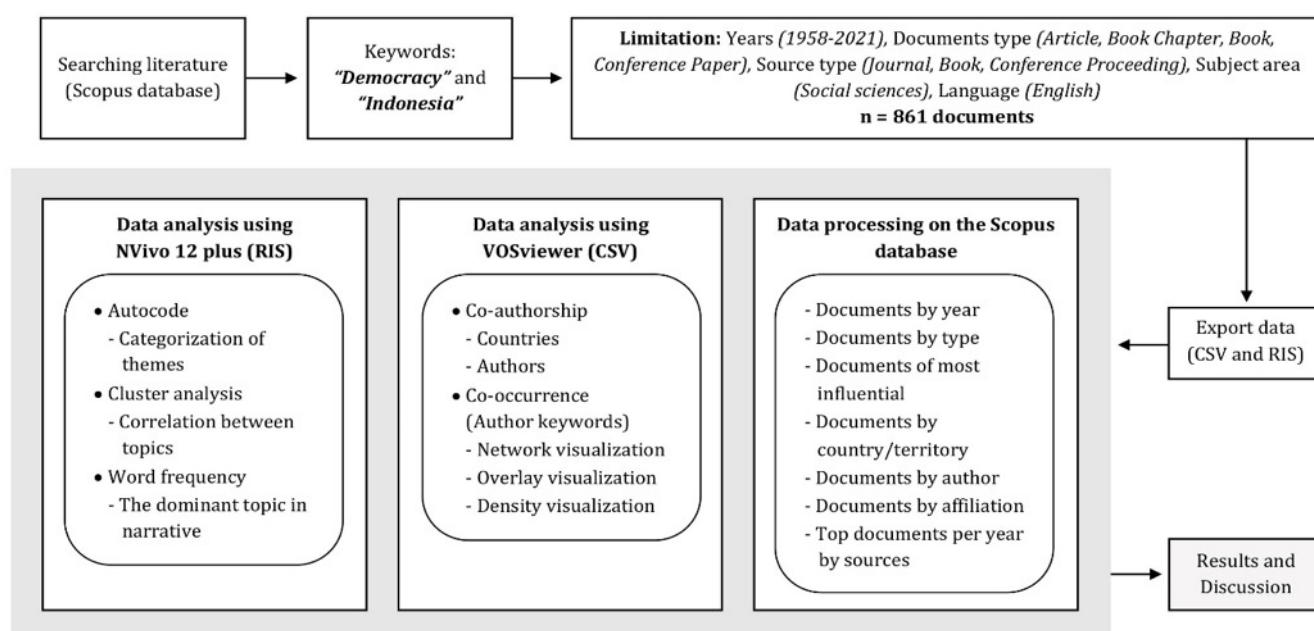 Searching literature
(Scopus database)
Keywords:
“Democracy” and
“Indonesia”
Limitation: Years (1958-2021), Documents type (Article, Book Chapter, Book,
Conference Paper), Source type (Journal, Book, Conference Proceeding), Subject area
(Social sciences), Language (English)
n = 861 documents
Data analysis using
NVivo 12 plus (RIS)
• Autocode
- Categorization of
themes
• Cluster analysis
- Correlation between
topics
• Word frequency
- The dominant topic in
narrative
Data analysis using
VOSviewer (CSV)
• Co-authorship
- Countries
- Authors
• Co-occurrence
(Author keywords)
- Network visualization
- Overlay visualization
- Density visualization
Data processing on the Scopus
database
- Documents by year
- Documents by type
- Documents of most
influential
- Documents by
country/territory
- Documents by author
- Documents by affiliation
- Top documents per year
by sources
Export data
(CSV and RIS)
Results and
Discussion